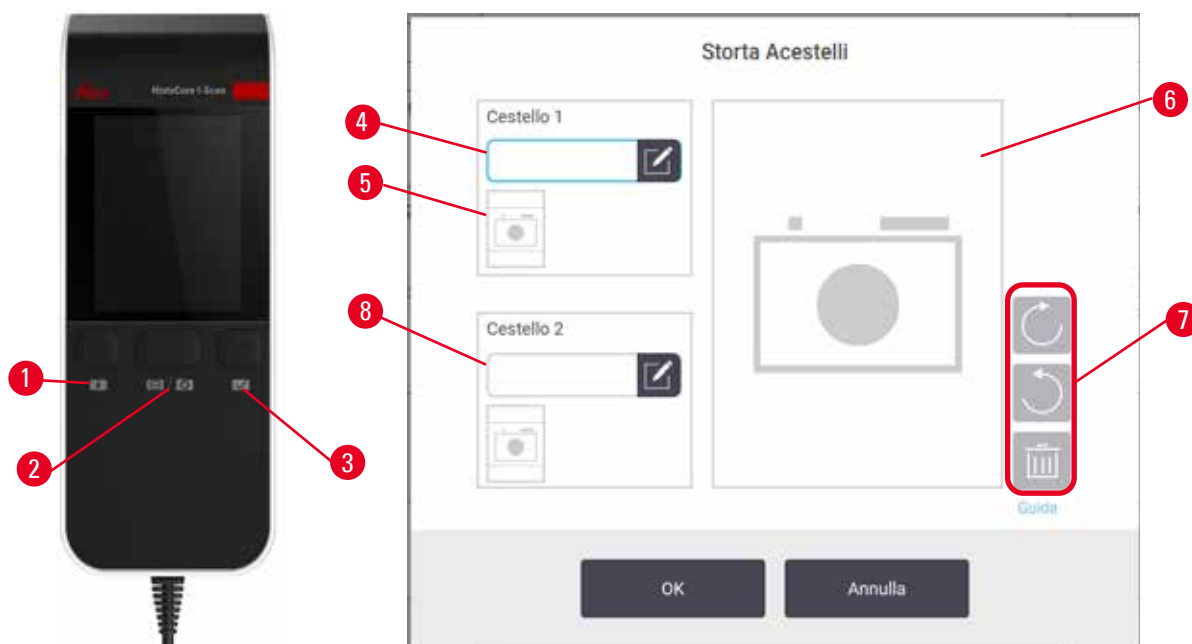 HistoCore I-Scan
1
2
3
Storta Acestelli
Cestello 1
4
5
6
7
Cestello 2
8
Guida
OK
Annulla